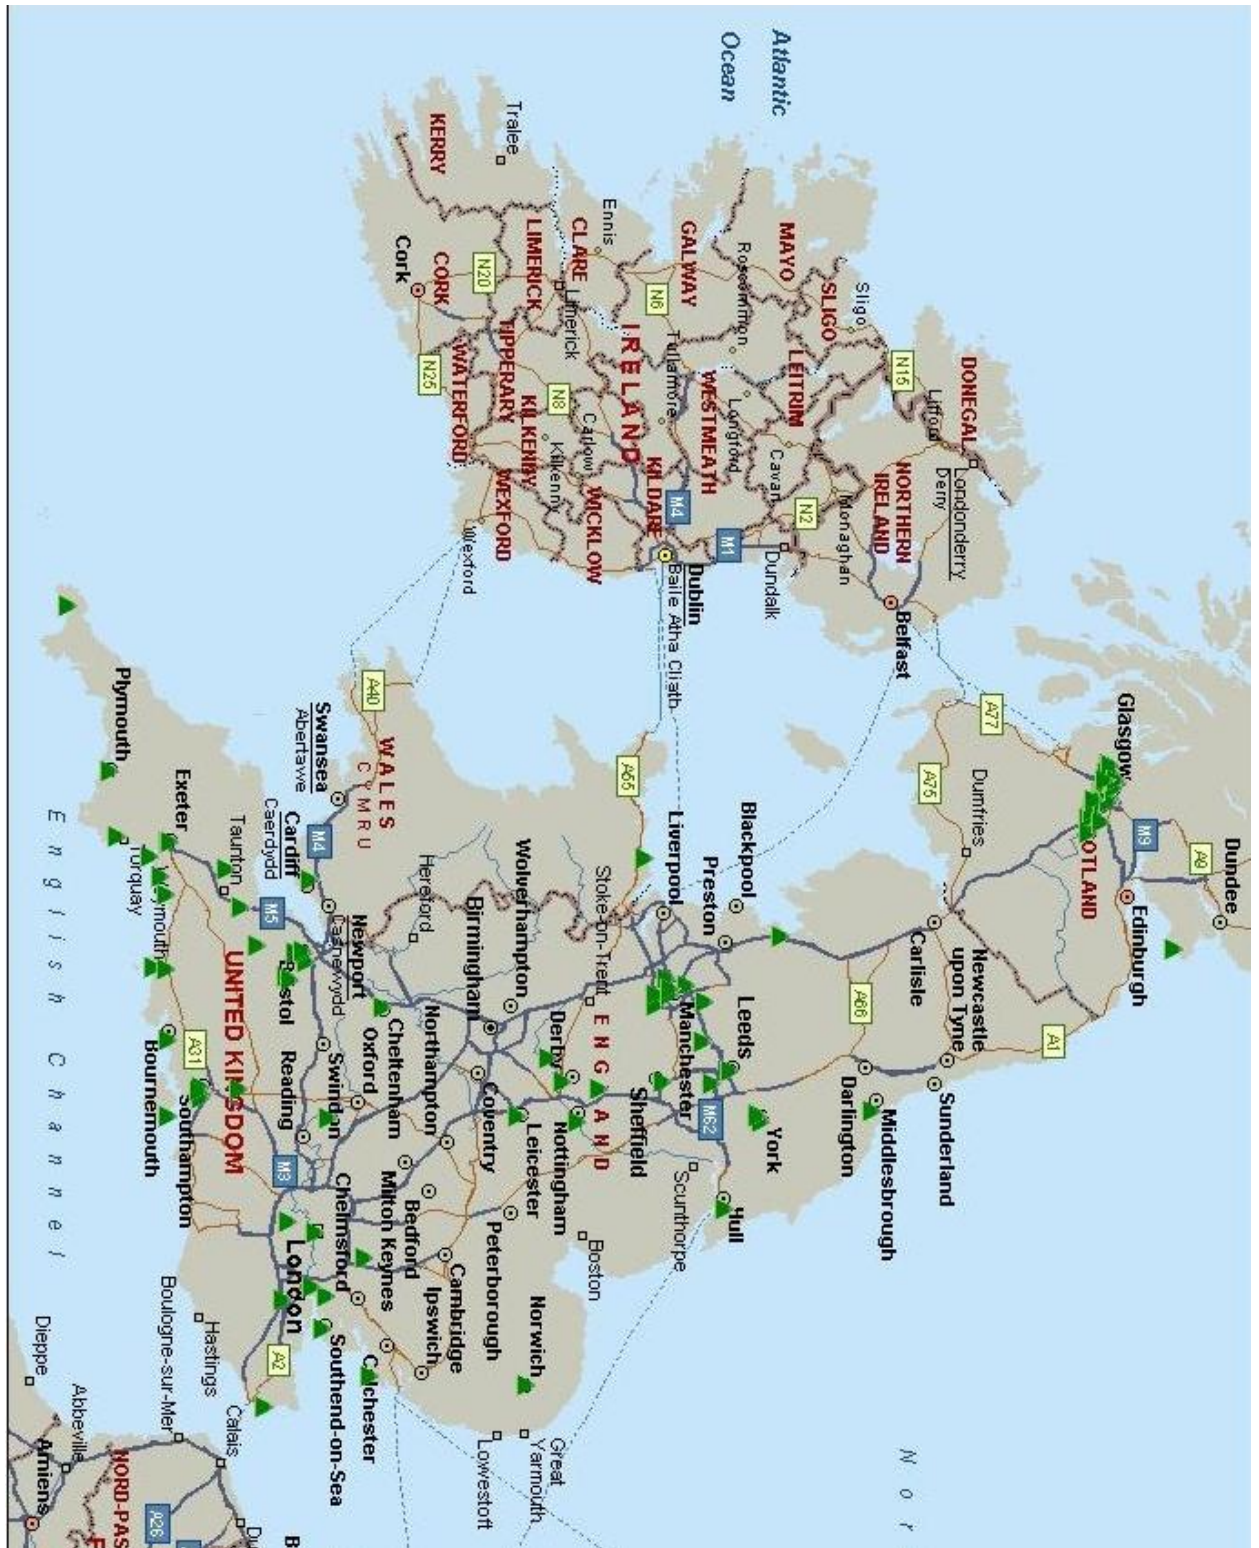 Atlantic
Ocean
DONEGAL
Londonderry
Derry
Lifford
N15
NORTHERN
IRELAND
Belfast
Sligo
SLIGO
LEITRIM
MAYO
Monaghan
N2
Cavan
Dundalk
Roscommon
Longford
WESTMEATH
M1
GALWAY
N6
Tullamore
M4
Dublin
Baile Atha Cliath
KILDARE
IRELAND
Ennis
CLARE
Limerick
LIMERICK
N8
Carlow
WICKLOW
TIPPERARY
KILKENNY
Kilkenny
WEXFORD
Wexford
Tralee
KERRY
N20
CORK
Cork
WATERFORD
N25
Glasgow
M9
A9
Dundee
Edinburgh
A77
A75
Dumfries
Carlisle
Newcastle
upon Tyne
A1
Sunderland
A66
Darlington
Middlesbrough
Blackpool
Preston
Leeds
York
Liverpool
Manchester
M62
Hull
A55
Sheffield
Scunthorpe
Stoke-on-Trent
ENGLAND
Derby
Nottingham
Boston
Wolverhampton
Birmingham
Leicester
Coventry
Peterborough
Norwich
Great
Yarmouth
Lowestoft
Hereford
Northampton
Cambridge
Ipswich
Bedford
Milton Keynes
WALES
CYMRU
A40
Swansea
Abertawe
M4
Cardiff
Caerdydd
Newport
Casnewydd
Cheltenham
Oxford
Swindon
Reading
Chelmsford
Colchester
Southend-on-Sea
London
M5
Bristol
M3
A2
UNITED KINGDOM
Taunton
Exeter
A31
Southampton
Weymouth
Bournemouth
Torquay
Plymouth
Hastings
English Channel
Nor
Calais
Boulogne-sur-Mer
Abbeville
Dieppe
Amiens
NORD-PAS
A26